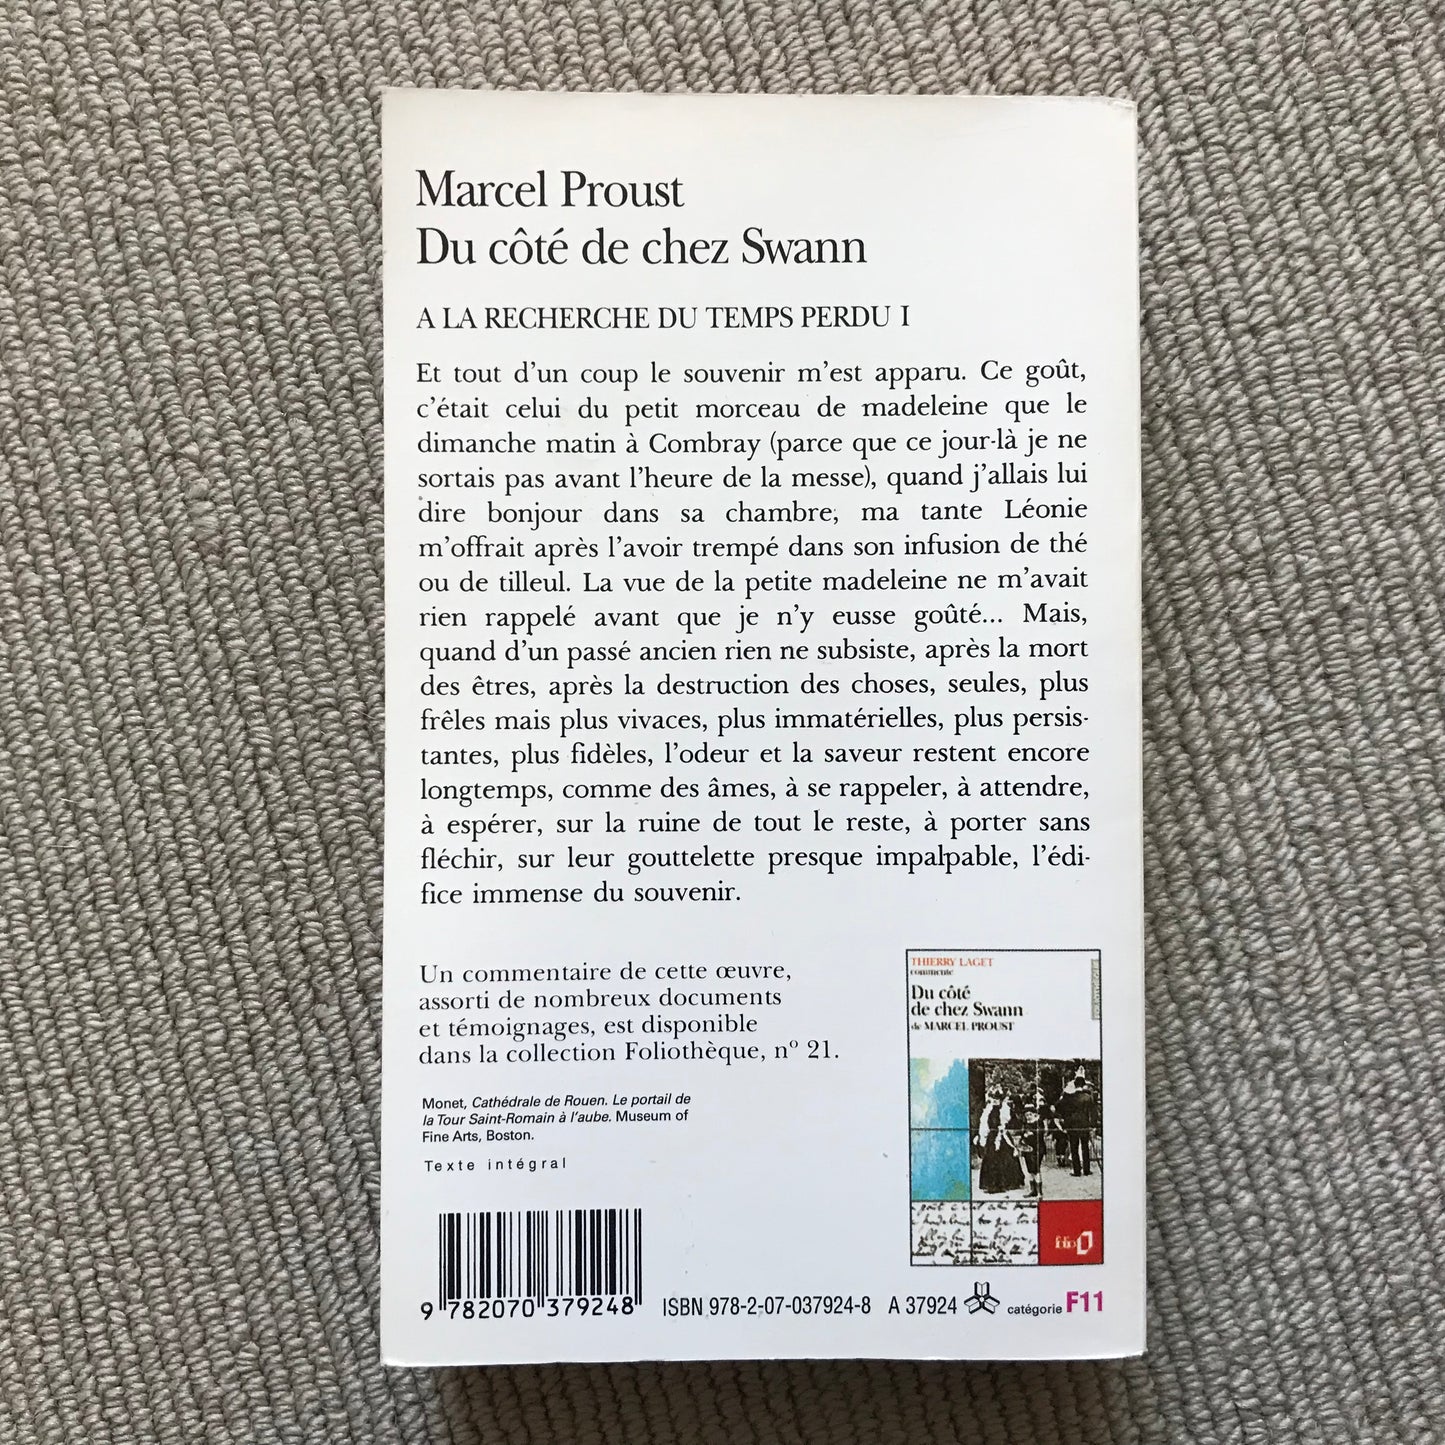 Marcel Proust
Du côté de chez Swann
A LA RECHERCHE DU TEMPS PERDU I
Et tout d'un coup le souvenir m'est apparu. Ce goût,
c'était celui du petit morceau de madeleine que le
dimanche matin à Combray (parce que ce jour-là je ne
sortais pas avant l'heure de la messe), quand j'allais lui
dire bonjour dans sa chambre, ma tante Léonie
m'offrait après l'avoir trempé dans son infusion de thé
ou de tilleul. La vue de la petite madeleine ne m'avait
rien rappelé avant que je n'y eusse goûté... Mais,
quand d'un passé ancien rien ne subsiste, après la mort
des êtres, après la destruction des choses, seules, plus
frêles mais plus vivaces, plus immatérielles, plus persis-
tantes, plus fidèles, l'odeur et la saveur restent encore
longtemps, comme des âmes, à se rappeler, à attendre,
à espérer, sur la ruine de tout le reste, à porter sans
fléchir, sur leur gouttelette presque impalpable, l'édi-
fice immense du souvenir.
Un commentaire de cette œuvre,
assorti de nombreux documents
et témoignages, est disponible
dans la collection Foliothèque, nº 21.
THIERRY LAGET
commente
Du côté
de chez Swann
de MARCEL PROUST
folio
Monet, Cathédrale de Rouen. Le portail de
la Tour Saint-Romain à l'aube. Museum of
Fine Arts, Boston.
Texte intégral
9 782070 379248
ISBN 978-2-07-037924-8 A 37924 catégorie F11